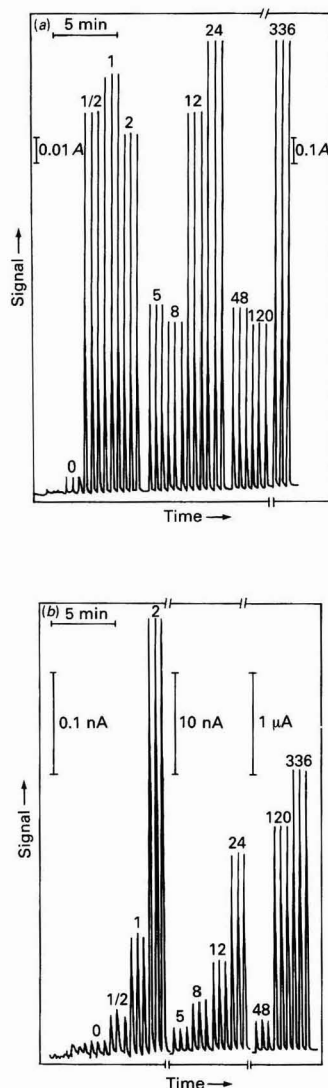 (a)
5 min
1
24
336
1/2
12
2
0.01 A
0.1 A
5
8
48
120
0
Signal →
Time →
(b)
5 min
2
0.1 nA
10 nA
1 µA
336
120
24
1
12
1/2
8
5
0
48
Signal →
Time →